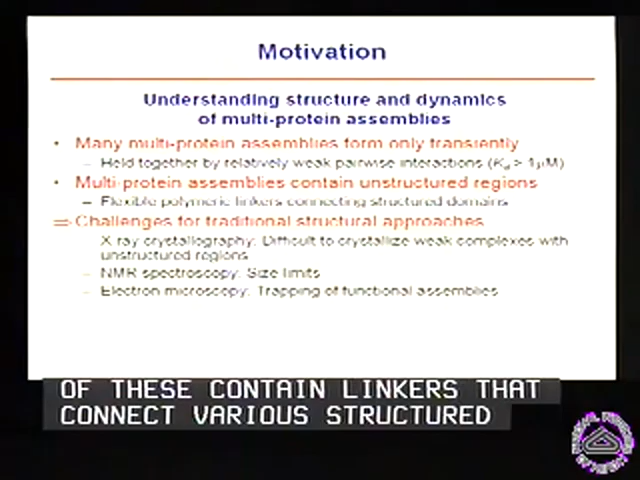 Motivation
Understanding structure and dynamics
of multi-protein assemblies
• Many multi-protein assemblies form only transiently
– Held together by relatively weak pairwise interactions (Kd > 1μM)
• Multi-protein assemblies contain unstructured regions
– Flexible polymeric linkers connecting structured domains
⇒ Challenges for traditional structural approaches
– X ray crystallography: Difficult to crystallize weak complexes with
unstructured regions
– NMR spectroscopy: Size limits
– Electron microscopy: Trapping of functional assemblies
OF THESE CONTAIN LINKERS THAT
CONNECT VARIOUS STRUCTURED